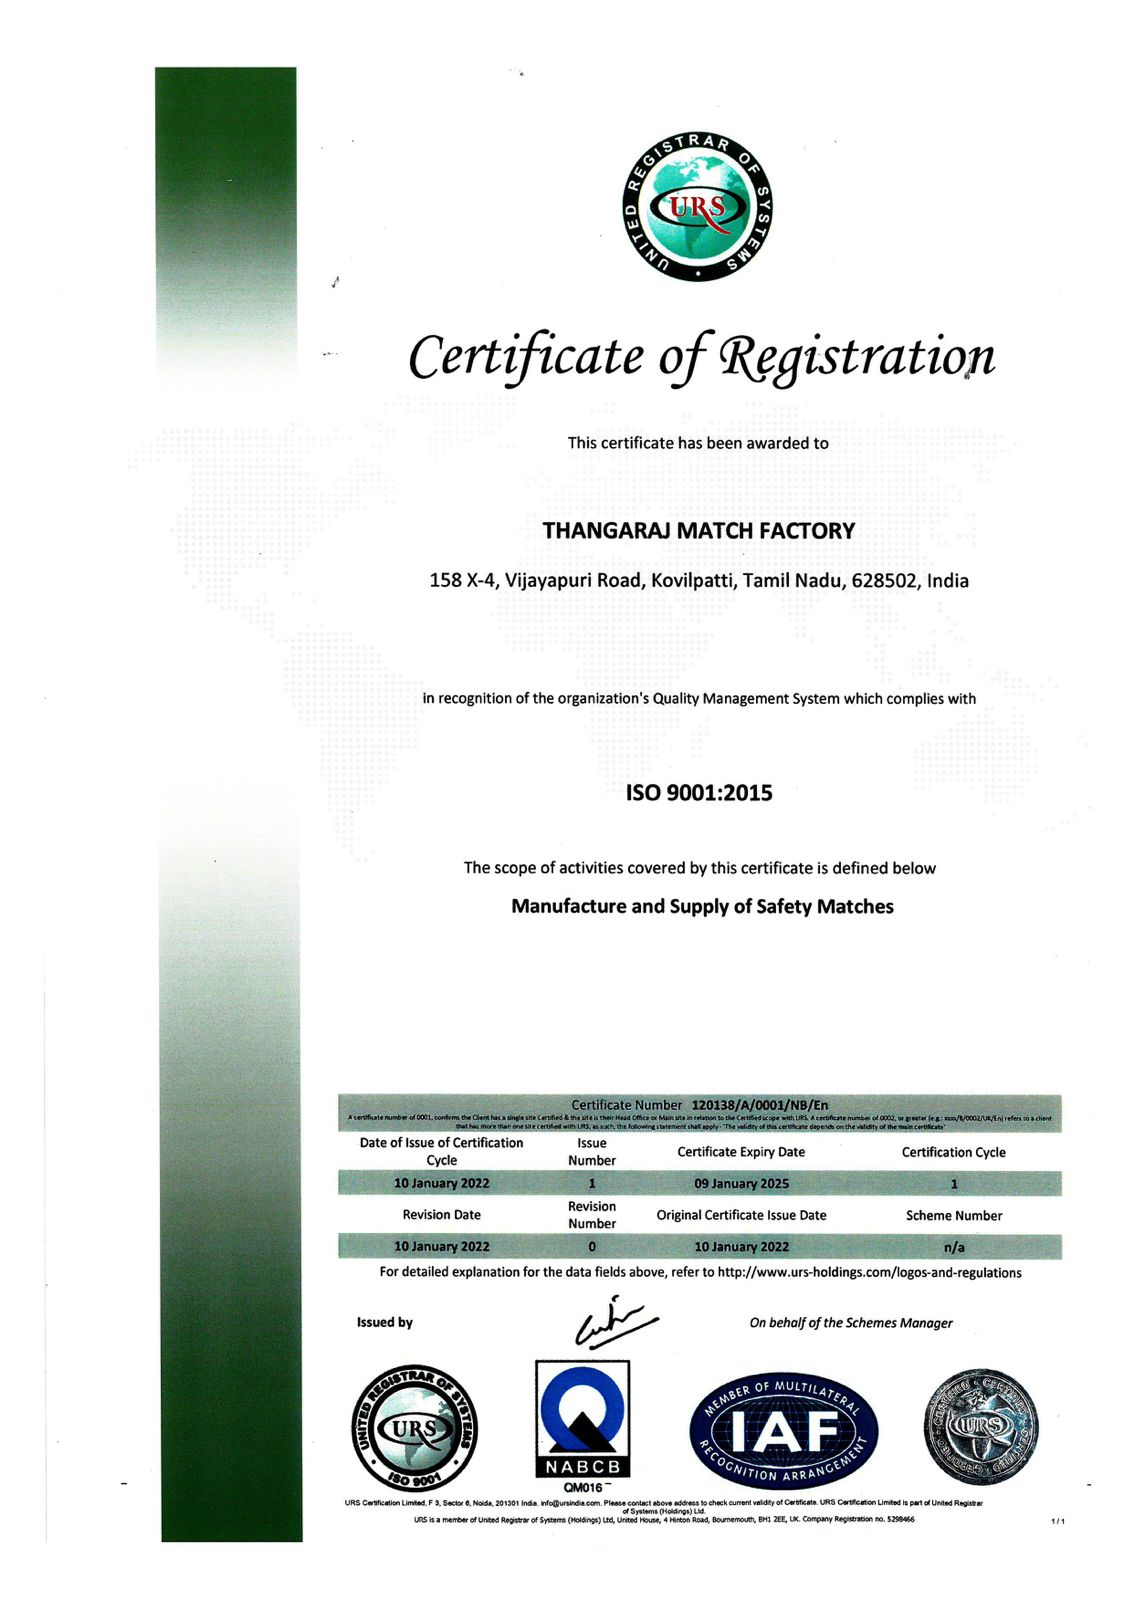 UNITED REGISTRAR OF SYSTEMS
URS
Certificate of Registration
This certificate has been awarded to
THANGARAJ MATCH FACTORY
158 X-4, Vijayapuri Road, Kovilpatti, Tamil Nadu, 628502, India
in recognition of the organization's Quality Management System which complies with
ISO 9001:2015
The scope of activities covered by this certificate is defined below
Manufacture and Supply of Safety Matches
Certificate Number 120138/A/0001/NB/En
A certificate number of 0001, confirms the Client has a single site Certified & the site is their Head Office or Main site in relation to the Certified scope with URS. A certificate number of 0002, or greater (e.g.: xxxx/B/0002/UK/En) refers to a client
that has more than one site certified with URS, as such, the following statement shall apply - 'The validity of this certificate depends on the validity of the main certificate'
Date of Issue of Certification Cycle
Issue Number
Certificate Expiry Date
Certification Cycle
10 January 2022
1
09 January 2025
1
Revision Date
Revision Number
Original Certificate Issue Date
Scheme Number
10 January 2022
0
10 January 2022
n/a
For detailed explanation for the data fields above, refer to http://www.urs-holdings.com/logos-and-regulations
Issued by
On behalf of the Schemes Manager
UNITED REGISTRAR OF SYSTEMS
URS
ISO 9001
NABCB
QM016
MEMBER OF MULTILATERAL
IAF
RECOGNITION ARRANGEMENT
CERTIFIED
URS
CERTIFIED
URS Certification Limited, F 3, Sector 6, Noida, 201301 India. info@ursindia.com. Please contact above address to check current validity of Certificate. URS Certification Limited is part of United Registrar
of Systems (Holdings) Ltd.
URS is a member of United Registrar of Systems (Holdings) Ltd, United House, 4 Hinton Road, Bournemouth, BH1 2EE, UK. Company Registration no. 5298466
1 / 1